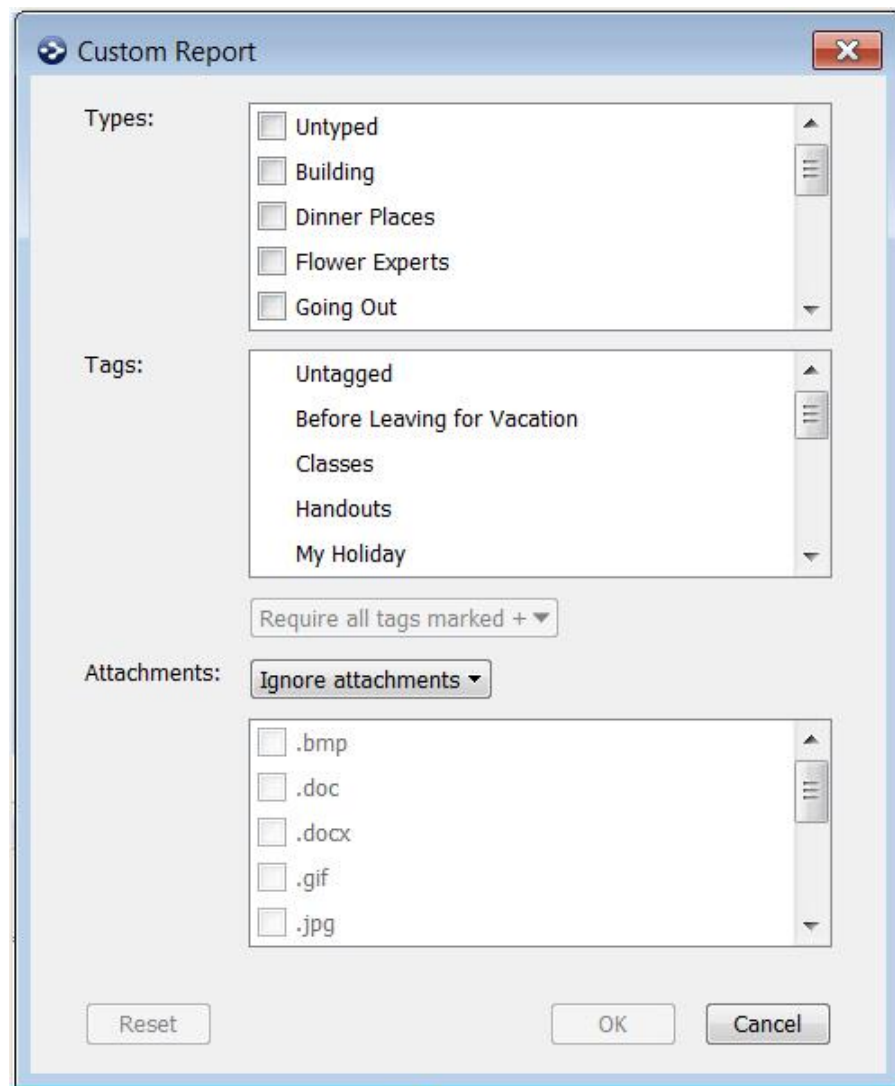 Custom Report
Types:
Untyped
Building
Dinner Places
Flower Experts
Going Out
Tags:
Untagged
Before Leaving for Vacation
Classes
Handouts
My Holiday
Require all tags marked +
Attachments:
Ignore attachments
.bmp
.doc
.docx
.gif
.jpg
Reset
OK
Cancel